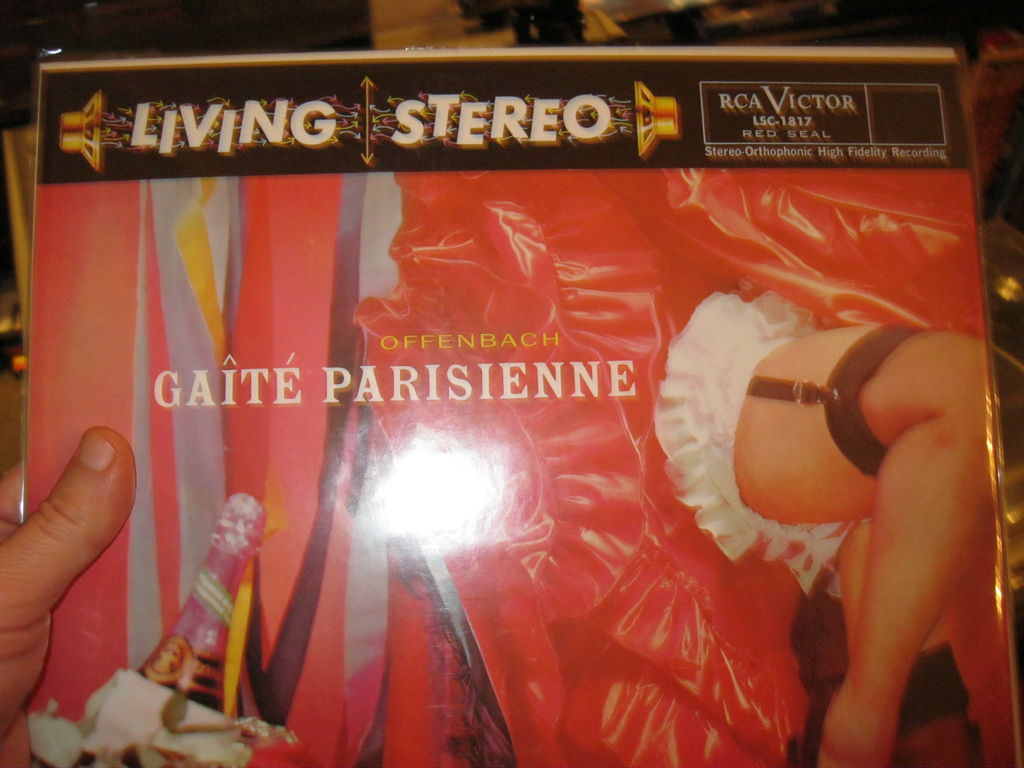 LIVING STEREO
RCA VICTOR
LSC-1817
RED SEAL
Stereo-Orthophonic High Fidelity Recording
OFFENBACH
GAÎTÉ PARISIENNE